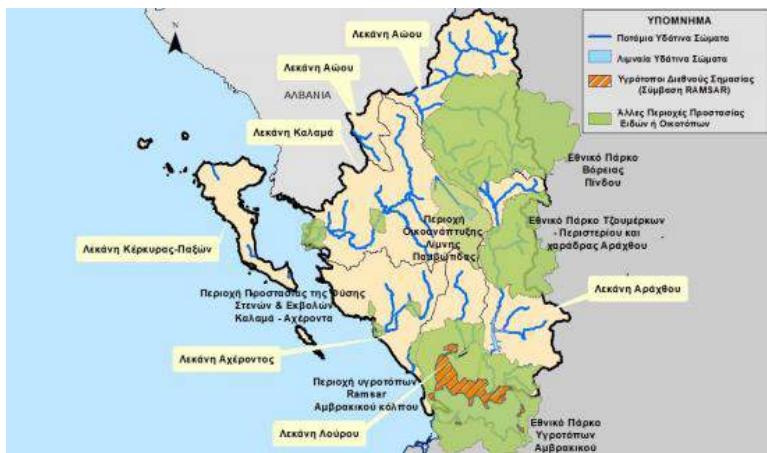 N
ΥΠΟΜΝΗΜΑ
Ποτάμια Υδάτινα Σώματα
Λιμναία Υδάτινα Σώματα
Υγρότοποι Διεθνούς Σημασίας
(Σύμβαση RAMSAR)
Άλλες Περιοχές Προστασίας
Ειδών ή Οικοτόπων
Λεκάνη Αώου
Λεκάνη Αώου
ΑΛΒΑΝΙΑ
Λεκάνη Καλαμά
Εθνικό Πάρκο
Βόρειας
Πίνδου
Περιοχή
Οικοανάπτυξης
Λίμνης
Παμβώτιδας
Εθνικό Πάρκο Τζουμέρκων
- Περιστερίου και
χαράδρας Αράχθου
Λεκάνη Κέρκυρας-Παξών
Περιοχή Προστασίας της Φύσης
Στενών & Εκβολών
Καλαμά - Αχέροντα
Λεκάνη Αράχθου
Λεκάνη Αχέροντος
Περιοχή υγροτόπων
Ramsar
Αμβρακικού κόλπου
Λεκάνη Λούρου
Εθνικό Πάρκο
Υγροτόπων
Αμβρακικού